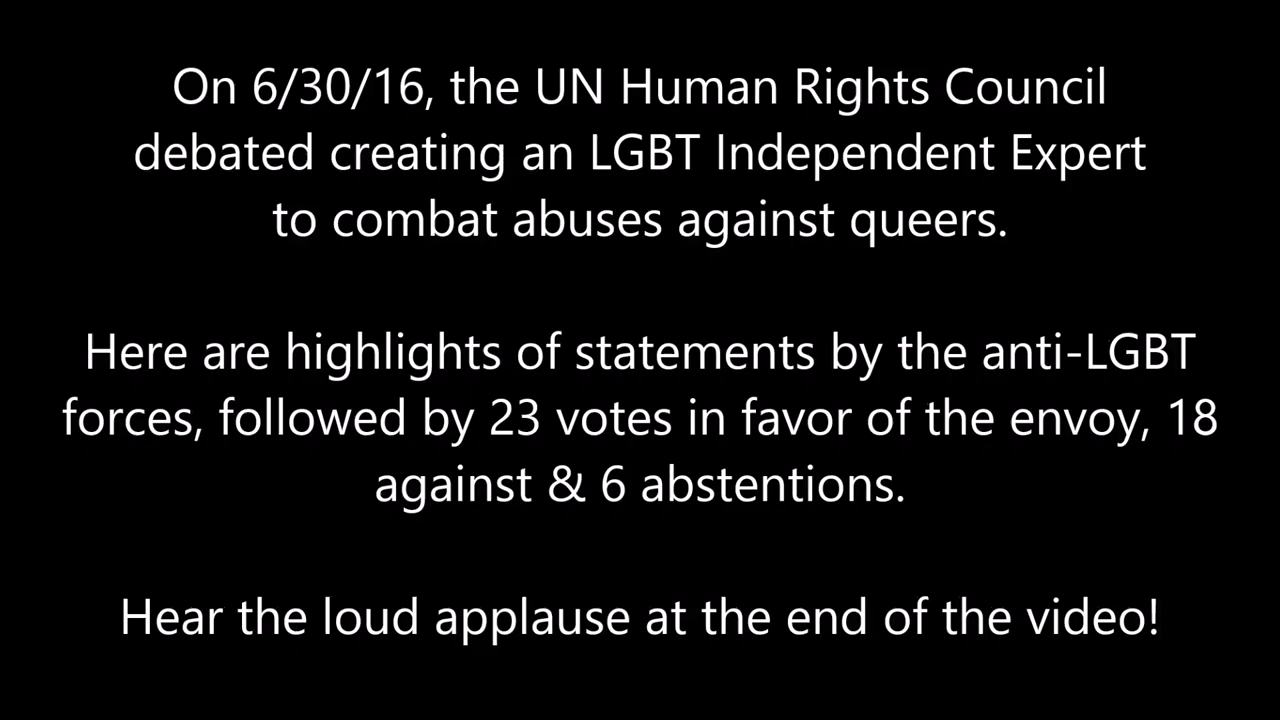 On 6/30/16, the UN Human Rights Council
debated creating an LGBT Independent Expert
to combat abuses against queers.
Here are highlights of statements by the anti-LGBT
forces, followed by 23 votes in favor of the envoy, 18
against & 6 abstentions.
Hear the loud applause at the end of the video!